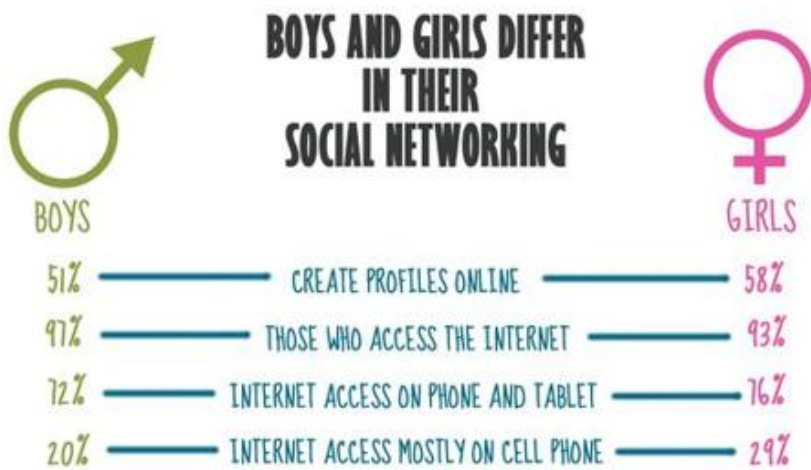 BOYS AND GIRLS DIFFER
IN THEIR
SOCIAL NETWORKING
BOYS
GIRLS
51% CREATE PROFILES ONLINE 58%
97% THOSE WHO ACCESS THE INTERNET 93%
72% INTERNET ACCESS ON PHONE AND TABLET 76%
20% INTERNET ACCESS MOSTLY ON CELL PHONE 29%